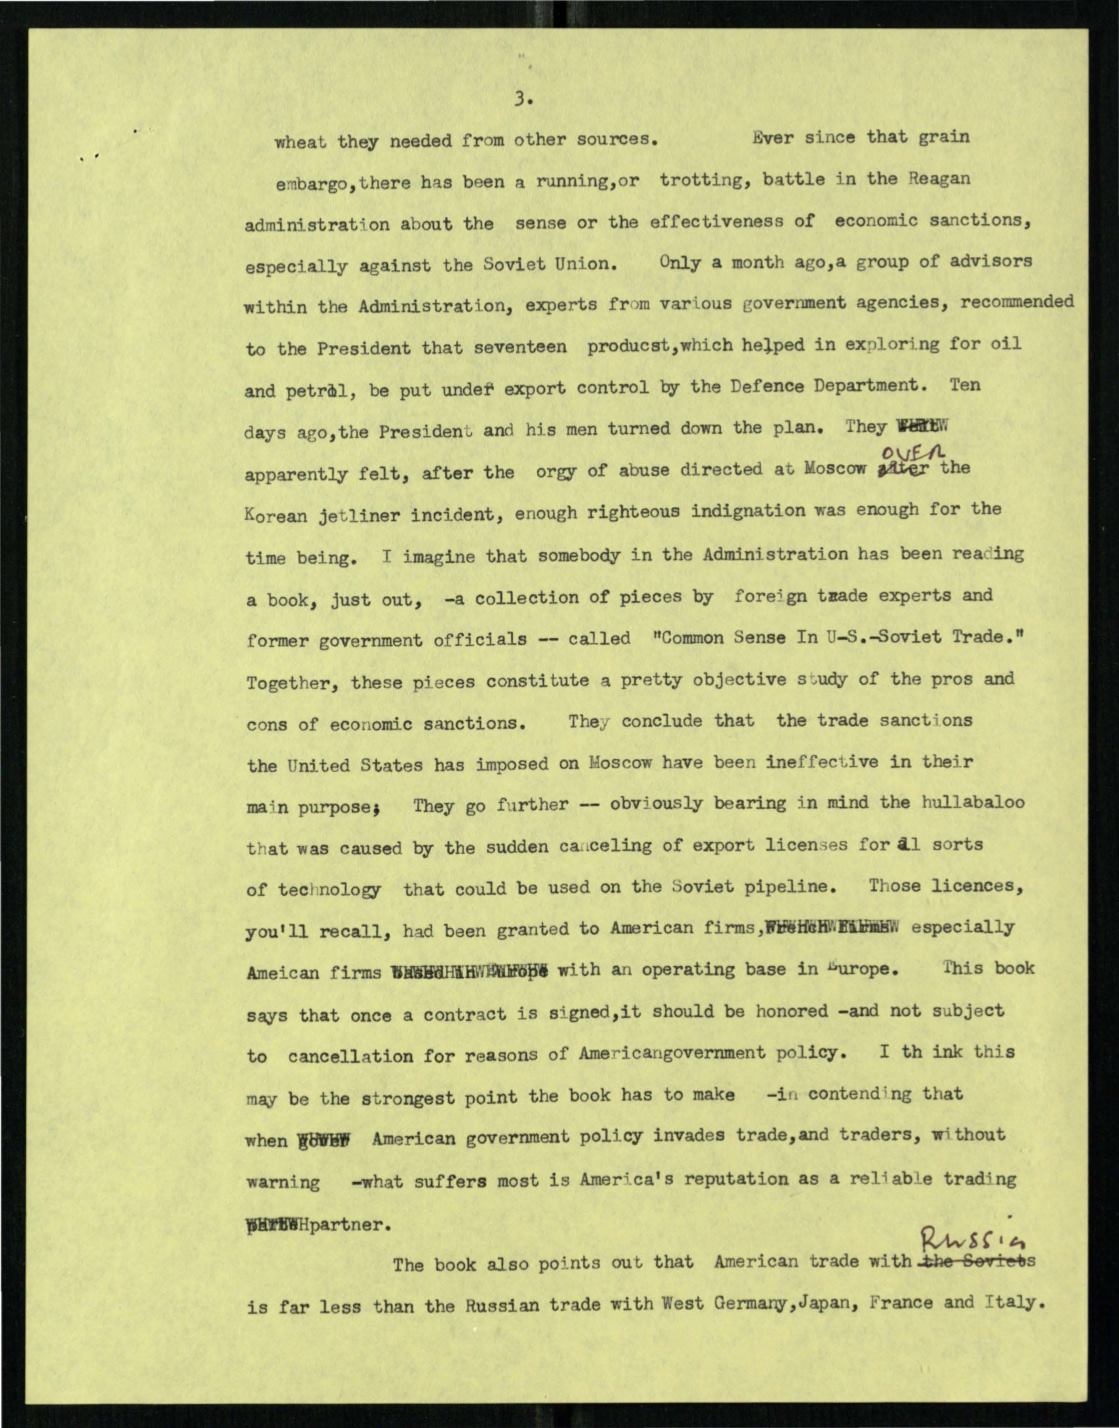 3.
wheat they needed from other sources. Ever since that grain
embargo,there has been a running,or trotting, battle in the Reagan
administration about the sense or the effectiveness of economic sanctions,
especially against the Soviet Union. Only a month ago,a group of advisors
within the Administration, experts from various government agencies, recommended
to the President that seventeen producst,which helped in exploring for oil
and petrol, be put under export control by the Defence Department. Ten
days ago,the President and his men turned down the plan. They
apparently felt, after the orgy of abuse directed at Moscow after the
OVER
Korean jetliner incident, enough righteous indignation was enough for the
time being. I imagine that somebody in the Administration has been reading
a book, just out, -a collection of pieces by foreign trade experts and
former government officials -- called "Common Sense In U-S.-Soviet Trade."
Together, these pieces constitute a pretty objective study of the pros and
cons of economic sanctions. They conclude that the trade sanctions
the United States has imposed on Moscow have been ineffective in their
main purpose; They go further -- obviously bearing in mind the hullabaloo
that was caused by the sudden canceling of export licenses for al sorts
of technology that could be used on the Soviet pipeline. Those licences,
you'll recall, had been granted to American firms, especially
Ameican firms with an operating base in Europe. This book
says that once a contract is signed,it should be honored -and not subject
to cancellation for reasons of Americangovernment policy. I th ink this
may be the strongest point the book has to make -in contending that
when American government policy invades trade,and traders, without
warning -what suffers most is America's reputation as a reliable trading
partner.
Russia
The book also points out that American trade with the Soviets
is far less than the Russian trade with West Germany,Japan, France and Italy.